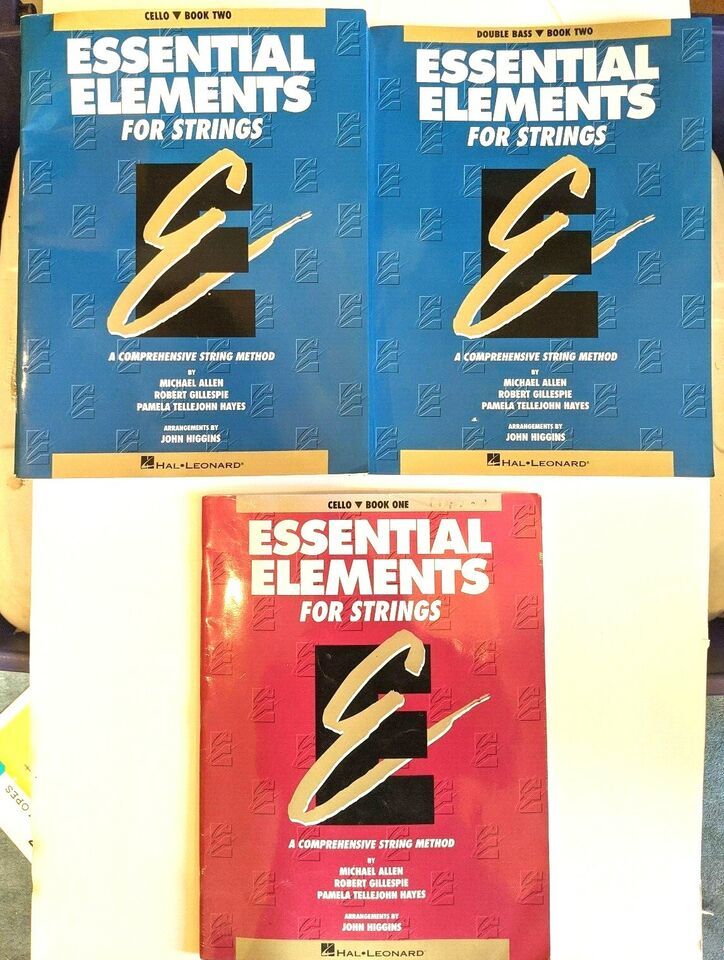 CELLO ▼ BOOK TWO
ESSENTIAL
ELEMENTS
FOR STRINGS
A COMPREHENSIVE STRING METHOD
BY
MICHAEL ALLEN
ROBERT GILLESPIE
PAMELA TELLEJOHN HAYES
ARRANGEMENTS BY
JOHN HIGGINS
HAL•LEONARD®
DOUBLE BASS ▼ BOOK TWO
ESSENTIAL
ELEMENTS
FOR STRINGS
A COMPREHENSIVE STRING METHOD
BY
MICHAEL ALLEN
ROBERT GILLESPIE
PAMELA TELLEJOHN HAYES
ARRANGEMENTS BY
JOHN HIGGINS
HAL•LEONARD®
CELLO ▼ BOOK ONE
ESSENTIAL
ELEMENTS
FOR STRINGS
A COMPREHENSIVE STRING METHOD
BY
MICHAEL ALLEN
ROBERT GILLESPIE
PAMELA TELLEJOHN HAYES
ARRANGEMENTS BY
JOHN HIGGINS
HAL•LEONARD®